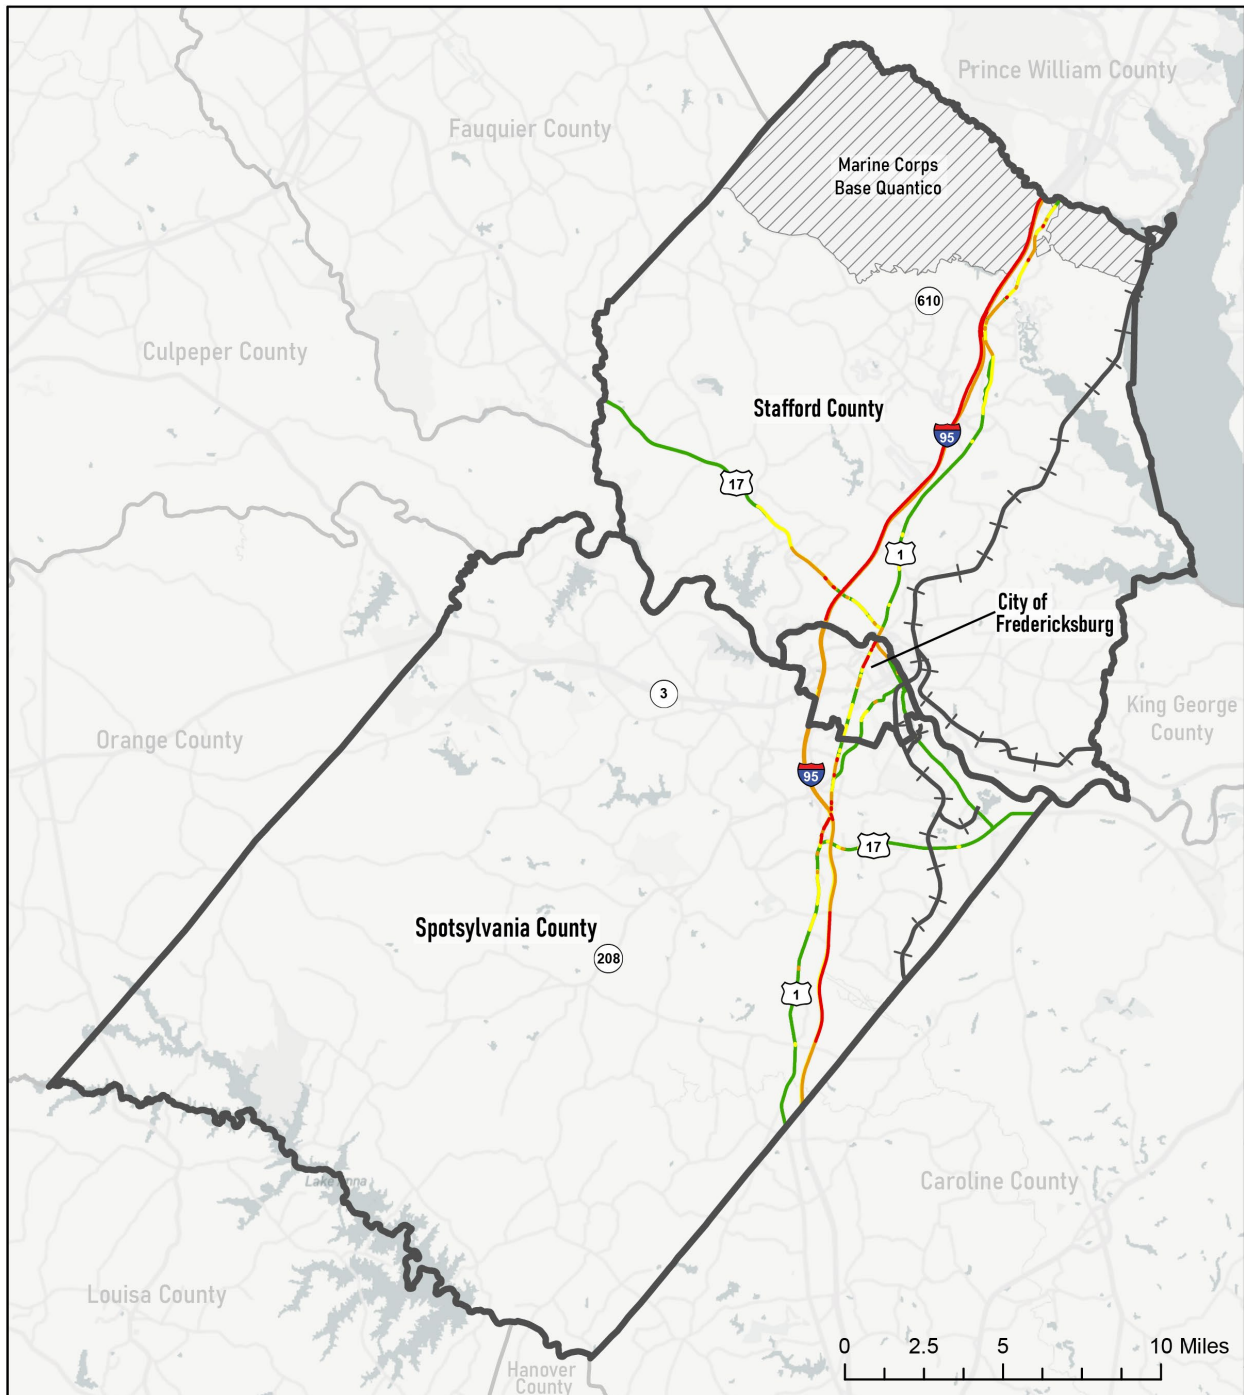 Prince William County
Fauquier County
Marine Corps
Base Quantico
610
Culpeper County
Stafford County
95
17
1
City of
Fredericksburg
3
King George
County
Orange County
95
17
Spotsylvania County
208
1
Caroline County
Lake Anna
Louisa County
0 2.5 5 10 Miles
Hanover
County